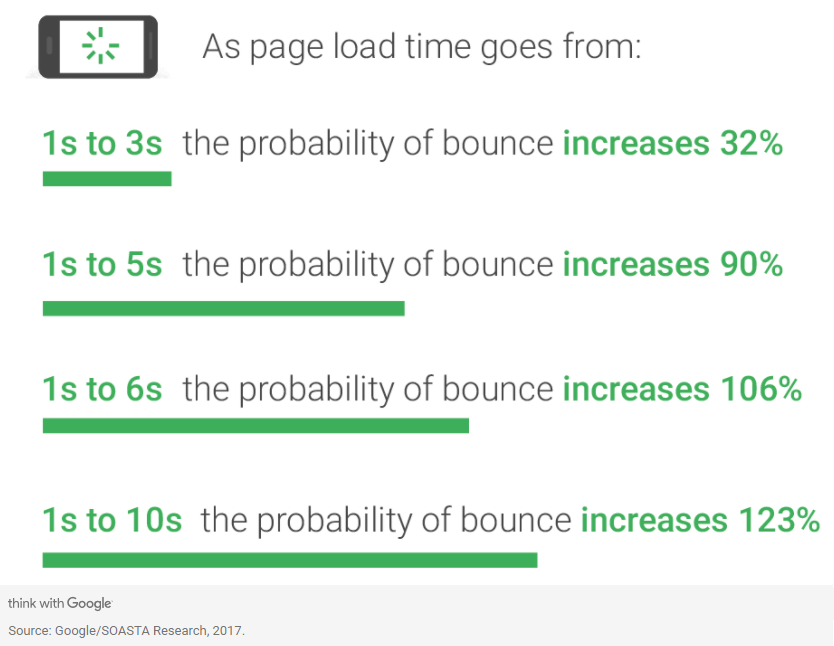 As page load time goes from:
1s to 3s the probability of bounce increases 32%
1s to 5s the probability of bounce increases 90%
1s to 6s the probability of bounce increases 106%
1s to 10s the probability of bounce increases 123%
think with Google
Source: Google/SOASTA Research, 2017.